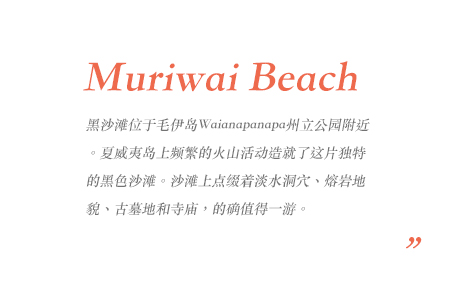 Muriwai Beach
黑沙滩位于毛伊岛Waianapanapa州立公园附近
。夏威夷岛上频繁的火山活动造就了这片独特
的黑色沙滩。沙滩上点缀着淡水洞穴、熔岩地
貌、古墓地和寺庙，的确值得一游。
”